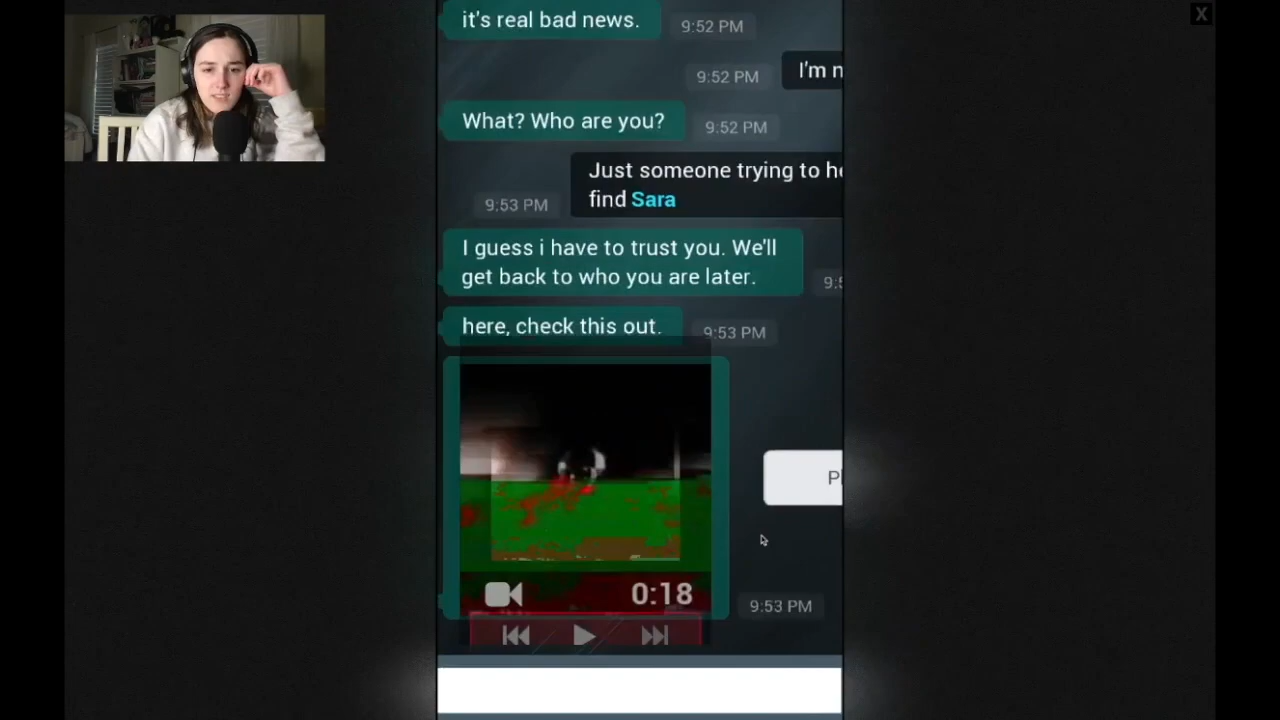 X
it's real bad news.
9:52 PM
9:52 PM
I'm
What? Who are you?
9:52 PM
Just someone trying to
find Sara
9:53 PM
I guess i have to trust you. We'll
get back to who you are later.
here, check this out.
9:53 PM
0:18
9:53 PM